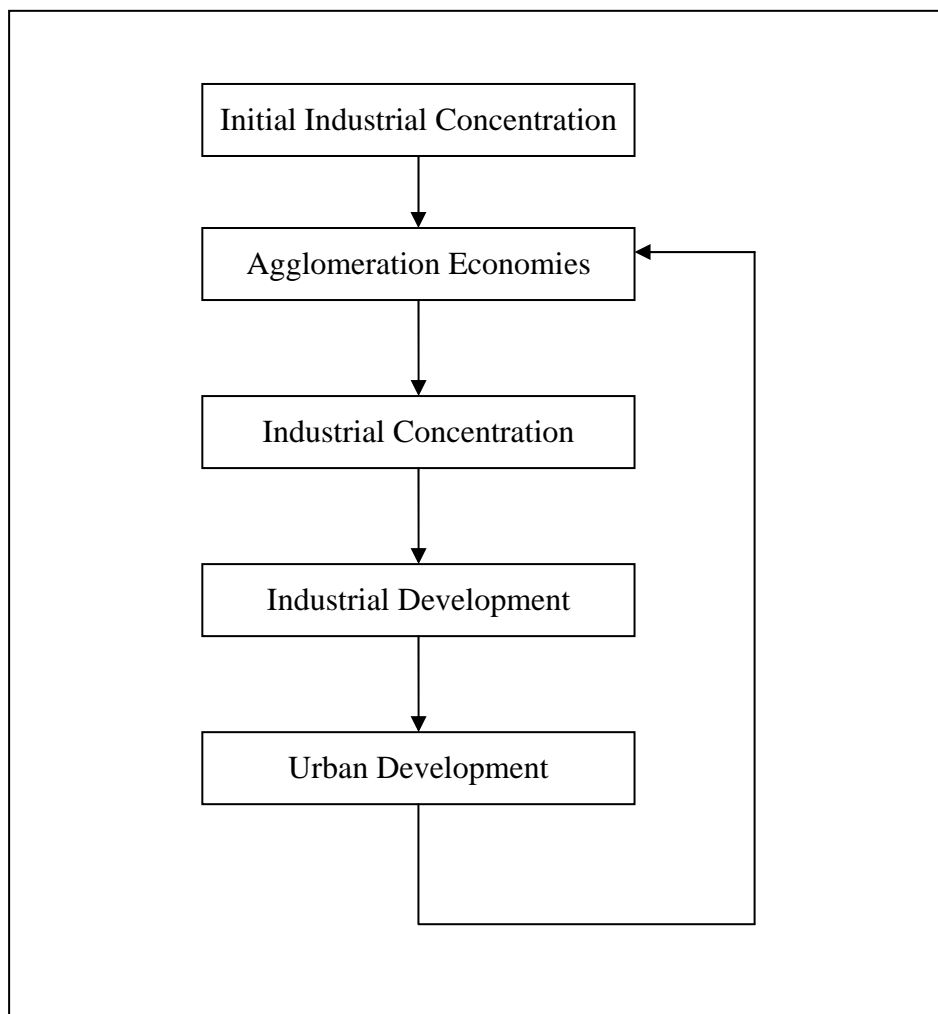 Initial Industrial Concentration
Agglomeration Economies
Industrial Concentration
Industrial Development
Urban Development